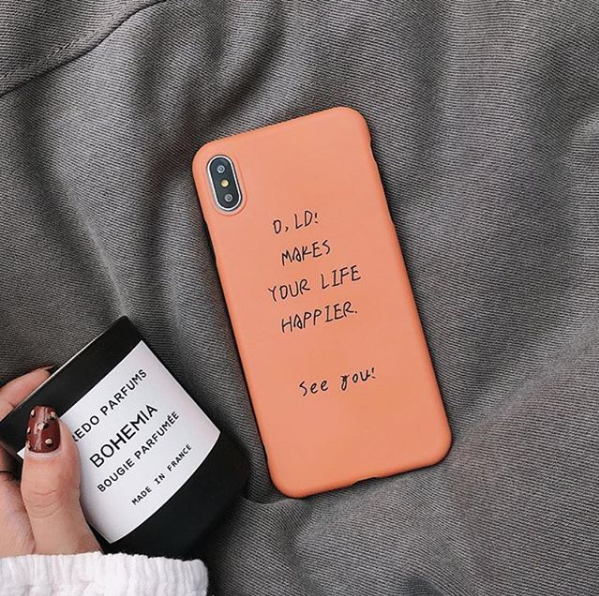 O, LD!
MAKES
YOUR LIFE
HAPPIER.
See you!
REDO PARFUMS
BOHEMIA
BOUGIE PARFUMÉE
MADE IN FRANCE